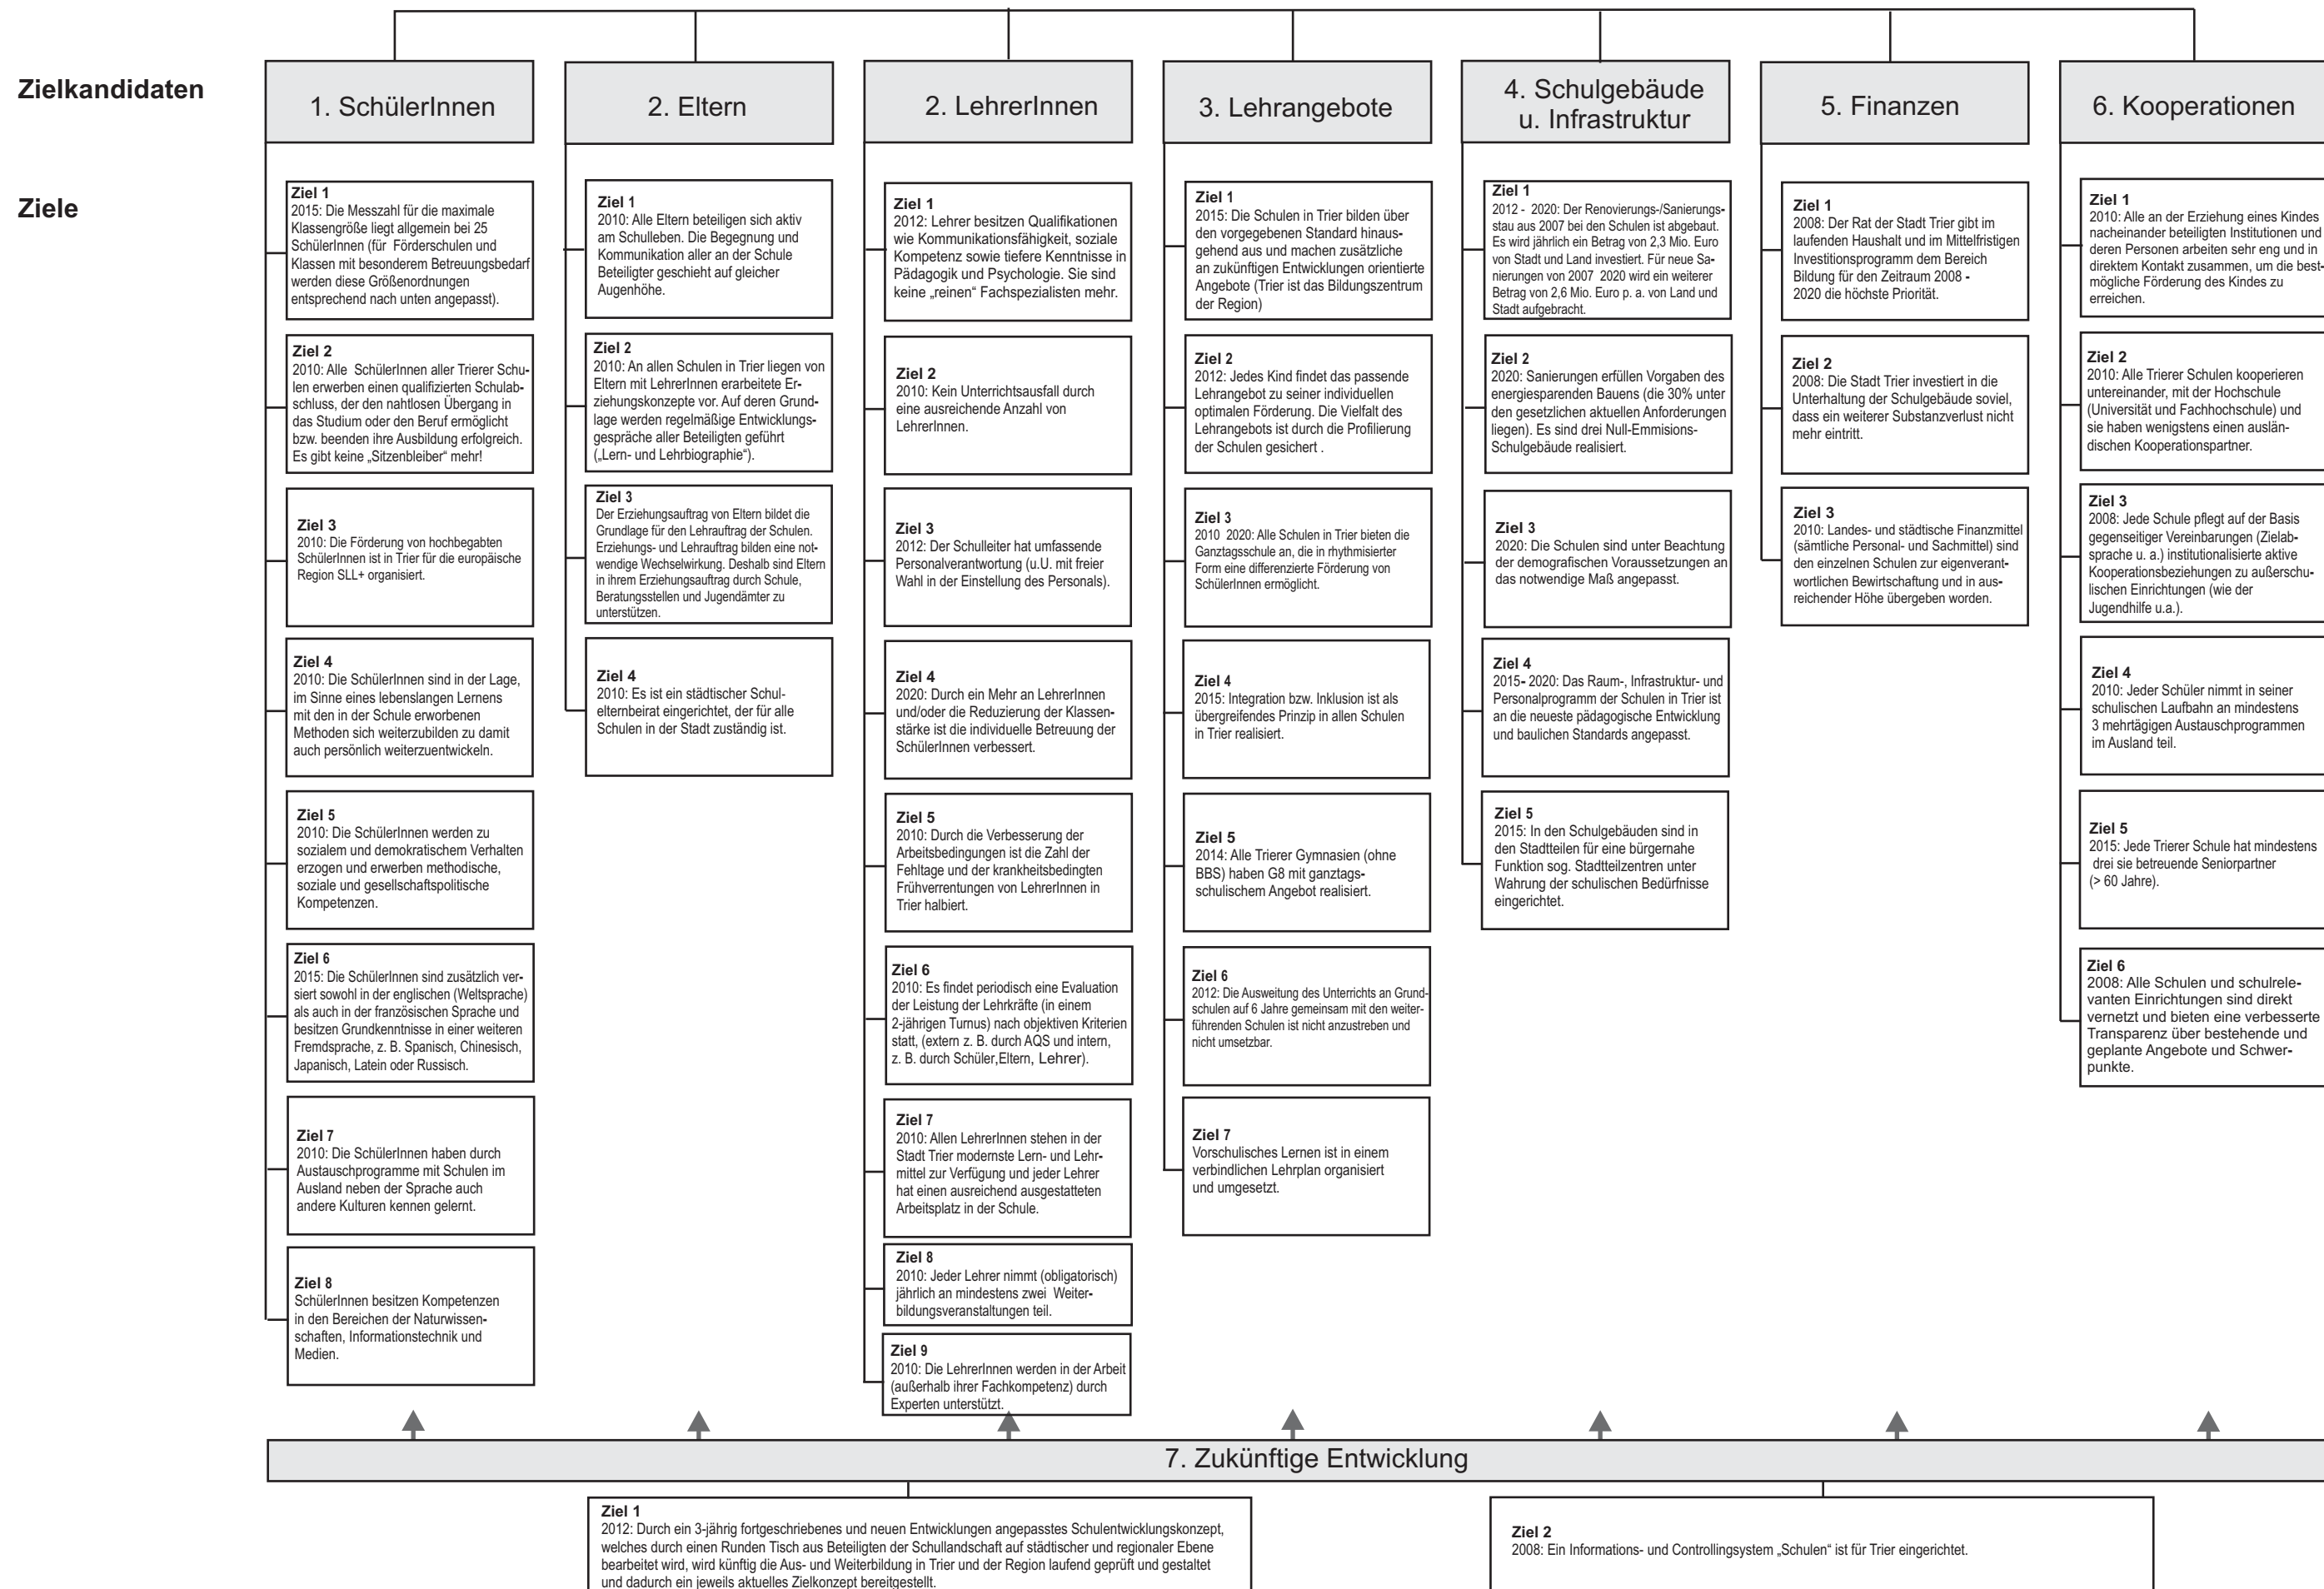 Zielkandidaten
Ziele
1. SchülerInnen
Ziel 1
2015: Die Messzahl für die maximale
Klassengröße liegt allgemein bei 25
SchülerInnen (für Förderschulen und
Klassen mit besonderem Betreuungsbedarf
werden diese Größenordnungen
entsprechend nach unten angepasst).
Ziel 2
2010: Alle SchülerInnen aller Trierer Schu-
len erwerben einen qualifizierten Schulab-
schluss, der den nahtlosen Übergang in
das Studium oder den Beruf ermöglicht
bzw. beenden ihre Ausbildung erfolgreich.
Es gibt keine „Sitzenbleiber“ mehr!
Ziel 3
2010: Die Förderung von hochbegabten
SchülerInnen ist in Trier für die europäische
Region SLL+ organisiert.
Ziel 4
2010: Die SchülerInnen sind in der Lage,
im Sinne eines lebenslangen Lernens
mit den in der Schule erworbenen
Methoden sich weiterzubilden zu damit
auch persönlich weiterzuentwickeln.
Ziel 5
2010: Die SchülerInnen werden zu
sozialem und demokratischem Verhalten
erzogen und erwerben methodische,
soziale und gesellschaftspolitische
Kompetenzen.
Ziel 6
2015: Die SchülerInnen sind zusätzlich ver-
siert sowohl in der englischen (Weltsprache)
als auch in der französischen Sprache und
besitzen Grundkenntnisse in einer weiteren
Fremdsprache, z. B. Spanisch, Chinesisch,
Japanisch, Latein oder Russisch.
Ziel 7
2010: Die SchülerInnen haben durch
Austauschprogramme mit Schulen im
Ausland neben der Sprache auch
andere Kulturen kennen gelernt.
Ziel 8
SchülerInnen besitzen Kompetenzen
in den Bereichen der Naturwissen-
schaften, Informationstechnik und
Medien.
2. Eltern
Ziel 1
2010: Alle Eltern beteiligen sich aktiv
am Schulleben. Die Begegnung und
Kommunikation aller an der Schule
Beteiligter geschieht auf gleicher
Augenhöhe.
Ziel 2
2010: An allen Schulen in Trier liegen von
Eltern mit LehrerInnen erarbeitete Er-
ziehungskonzepte vor. Auf deren Grund-
lage werden regelmäßige Entwicklungs-
gespräche aller Beteiligten geführt
(„Lern- und Lehrbiographie“).
Ziel 3
Der Erziehungsauftrag von Eltern bildet die
Grundlage für den Lehrauftrag der Schulen.
Erziehungs- und Lehrauftrag bilden eine not-
wendige Wechselwirkung. Deshalb sind Eltern
in ihrem Erziehungsauftrag durch Schule,
Beratungsstellen und Jugendämter zu
unterstützen.
Ziel 4
2010: Es ist ein städtischer Schul-
elternbeirat eingerichtet, der für alle
Schulen in der Stadt zuständig ist.
2. LehrerInnen
Ziel 1
2012: Lehrer besitzen Qualifikationen
wie Kommunikationsfähigkeit, soziale
Kompetenz sowie tiefere Kenntnisse in
Pädagogik und Psychologie. Sie sind
keine „reinen“ Fachspezialisten mehr.
Ziel 2
2010: Kein Unterrichtsausfall durch
eine ausreichende Anzahl von
LehrerInnen.
Ziel 3
2012: Der Schulleiter hat umfassende
Personalverantwortung (u.U. mit freier
Wahl in der Einstellung des Personals).
Ziel 4
2020: Durch ein Mehr an LehrerInnen
und/oder die Reduzierung der Klassen-
stärke ist die individuelle Betreuung der
SchülerInnen verbessert.
Ziel 5
2010: Durch die Verbesserung der
Arbeitsbedingungen ist die Zahl der
Fehltage und der krankheitsbedingten
Frühverrentungen von LehrerInnen in
Trier halbiert.
Ziel 6
2010: Es findet periodisch eine Evaluation
der Leistung der Lehrkräfte (in einem
2-jährigen Turnus) nach objektiven Kriterien
statt, (extern z. B. durch AQS und intern,
z. B. durch Schüler,Eltern, Lehrer).
Ziel 7
2010: Allen LehrerInnen stehen in der
Stadt Trier modernste Lern- und Lehr-
mittel zur Verfügung und jeder Lehrer
hat einen ausreichend ausgestatteten
Arbeitsplatz in der Schule.
Ziel 8
2010: Jeder Lehrer nimmt (obligatorisch)
jährlich an mindestens zwei Weiter-
bildungsveranstaltungen teil.
Ziel 9
2010: Die LehrerInnen werden in der Arbeit
(außerhalb ihrer Fachkompetenz) durch
Experten unterstützt.
3. Lehrangebote
Ziel 1
2015: Die Schulen in Trier bilden über
den vorgegebenen Standard hinaus-
gehend aus und machen zusätzliche
an zukünftigen Entwicklungen orientierte
Angebote (Trier ist das Bildungszentrum
der Region)
Ziel 2
2012: Jedes Kind findet das passende
Lehrangebot zu seiner individuellen
optimalen Förderung. Die Vielfalt des
Lehrangebots ist durch die Profilierung
der Schulen gesichert .
Ziel 3
2010 2020: Alle Schulen in Trier bieten die
Ganztagsschule an, die in rhythmisierter
Form eine differenzierte Förderung von
SchülerInnen ermöglicht.
Ziel 4
2015: Integration bzw. Inklusion ist als
übergreifendes Prinzip in allen Schulen
in Trier realisiert.
Ziel 5
2014: Alle Trierer Gymnasien (ohne
BBS) haben G8 mit ganztags-
schulischem Angebot realisiert.
Ziel 6
2012: Die Ausweitung des Unterrichts an Grund-
schulen auf 6 Jahre gemeinsam mit den weiter-
führenden Schulen ist nicht anzustreben und
nicht umsetzbar.
Ziel 7
Vorschulisches Lernen ist in einem
verbindlichen Lehrplan organisiert
und umgesetzt.
4. Schulgebäude
u. Infrastruktur
Ziel 1
2012 - 2020: Der Renovierungs-/Sanierungs-
stau aus 2007 bei den Schulen ist abgebaut.
Es wird jährlich ein Betrag von 2,3 Mio. Euro
von Stadt und Land investiert. Für neue Sa-
nierungen von 2007 2020 wird ein weiterer
Betrag von 2,6 Mio. Euro p. a. von Land und
Stadt aufgebracht.
Ziel 2
2020: Sanierungen erfüllen Vorgaben des
energiesparenden Bauens (die 30% unter
den gesetzlichen aktuellen Anforderungen
liegen). Es sind drei Null-Emmisions-
Schulgebäude realisiert.
Ziel 3
2020: Die Schulen sind unter Beachtung
der demografischen Voraussetzungen an
das notwendige Maß angepasst.
Ziel 4
2015- 2020: Das Raum-, Infrastruktur- und
Personalprogramm der Schulen in Trier ist
an die neueste pädagogische Entwicklung
und baulichen Standards angepasst.
Ziel 5
2015: In den Schulgebäuden sind in
den Stadtteilen für eine bürgernahe
Funktion sog. Stadtteilzentren unter
Wahrung der schulischen Bedürfnisse
eingerichtet.
5. Finanzen
Ziel 1
2008: Der Rat der Stadt Trier gibt im
laufenden Haushalt und im Mittelfristigen
Investitionsprogramm dem Bereich
Bildung für den Zeitraum 2008 -
2020 die höchste Priorität.
Ziel 2
2008: Die Stadt Trier investiert in die
Unterhaltung der Schulgebäude soviel,
dass ein weiterer Substanzverlust nicht
mehr eintritt.
Ziel 3
2010: Landes- und städtische Finanzmittel
(sämtliche Personal- und Sachmittel) sind
den einzelnen Schulen zur eigenverant-
wortlichen Bewirtschaftung und in aus-
reichender Höhe übergeben worden.
6. Kooperationen
Ziel 1
2010: Alle an der Erziehung eines Kindes
nacheinander beteiligten Institutionen und
deren Personen arbeiten sehr eng und in
direktem Kontakt zusammen, um die best-
mögliche Förderung des Kindes zu
erreichen.
Ziel 2
2010: Alle Trierer Schulen kooperieren
untereinander, mit der Hochschule
(Universität und Fachhochschule) und
sie haben wenigstens einen auslän-
dischen Kooperationspartner.
Ziel 3
2008: Jede Schule pflegt auf der Basis
gegenseitiger Vereinbarungen (Zielab-
sprache u. a.) institutionalisierte aktive
Kooperationsbeziehungen zu außerschu-
lischen Einrichtungen (wie der
Jugendhilfe u.a.).
Ziel 4
2010: Jeder Schüler nimmt in seiner
schulischen Laufbahn an mindestens
3 mehrtägigen Austauschprogrammen
im Ausland teil.
Ziel 5
2015: Jede Trierer Schule hat mindestens
drei sie betreuende Seniorpartner
(> 60 Jahre).
Ziel 6
2008: Alle Schulen und schulrele-
vanten Einrichtungen sind direkt
vernetzt und bieten eine verbesserte
Transparenz über bestehende und
geplante Angebote und Schwer-
punkte.
7. Zukünftige Entwicklung
Ziel 1
2012: Durch ein 3-jährig fortgeschriebenes und neuen Entwicklungen angepasstes Schulentwicklungskonzept,
welches durch einen Runden Tisch aus Beteiligten der Schullandschaft auf städtischer und regionaler Ebene
bearbeitet wird, wird künftig die Aus- und Weiterbildung in Trier und der Region laufend geprüft und gestaltet
und dadurch ein jeweils aktuelles Zielkonzept bereitgestellt.
Ziel 2
2008: Ein Informations- und Controllingsystem „Schulen“ ist für Trier eingerichtet.